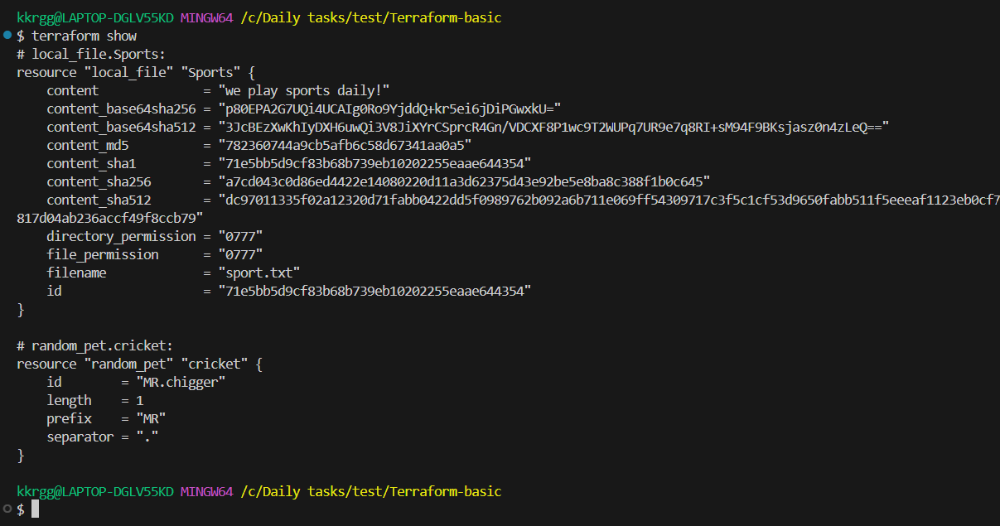 kkrgg@LAPTOP-DGLV55KD MINGW64 /c/Daily tasks/test/Terraform-basic
$ terraform show
# local_file.Sports:
resource "local_file" "Sports" {
    content              = "we play sports daily!"
    content_base64sha256 = "p80EPA2G7UQi4UCAIg0Ro9YjddQ+kr5ei6jDiPGwxkU="
    content_base64sha512 = "3JcBEzXwKhIyDXH6uwQi3V8JiXYrCSprcR4Gn/VDCXF8P1wc9T2WUPq7UR9e7q8RI+sM94F9BKsjasz0n4zLeQ=="
    content_md5          = "782360744a9cb5afb6c58d67341aa0a5"
    content_sha1         = "71e5bb5d9cf83b68b739eb10202255eaae644354"
    content_sha256       = "a7cd043c0d86ed4422e14080220d11a3d62375d43e92be5e8ba8c388f1b0c645"
    content_sha512       = "dc97011335f02a12320d71fabb0422dd5f0989762b092a6b711e069ff54309717c3f5c1cf53d9650fabb511f5eeeaf1123eb0cf7
817d04ab236accf49f8ccb79"
    directory_permission = "0777"
    file_permission      = "0777"
    filename             = "sport.txt"
    id                   = "71e5bb5d9cf83b68b739eb10202255eaae644354"
}
# random_pet.cricket:
resource "random_pet" "cricket" {
    id        = "MR.chigger"
    length    = 1
    prefix    = "MR"
    separator = "."
}
kkrgg@LAPTOP-DGLV55KD MINGW64 /c/Daily tasks/test/Terraform-basic
$